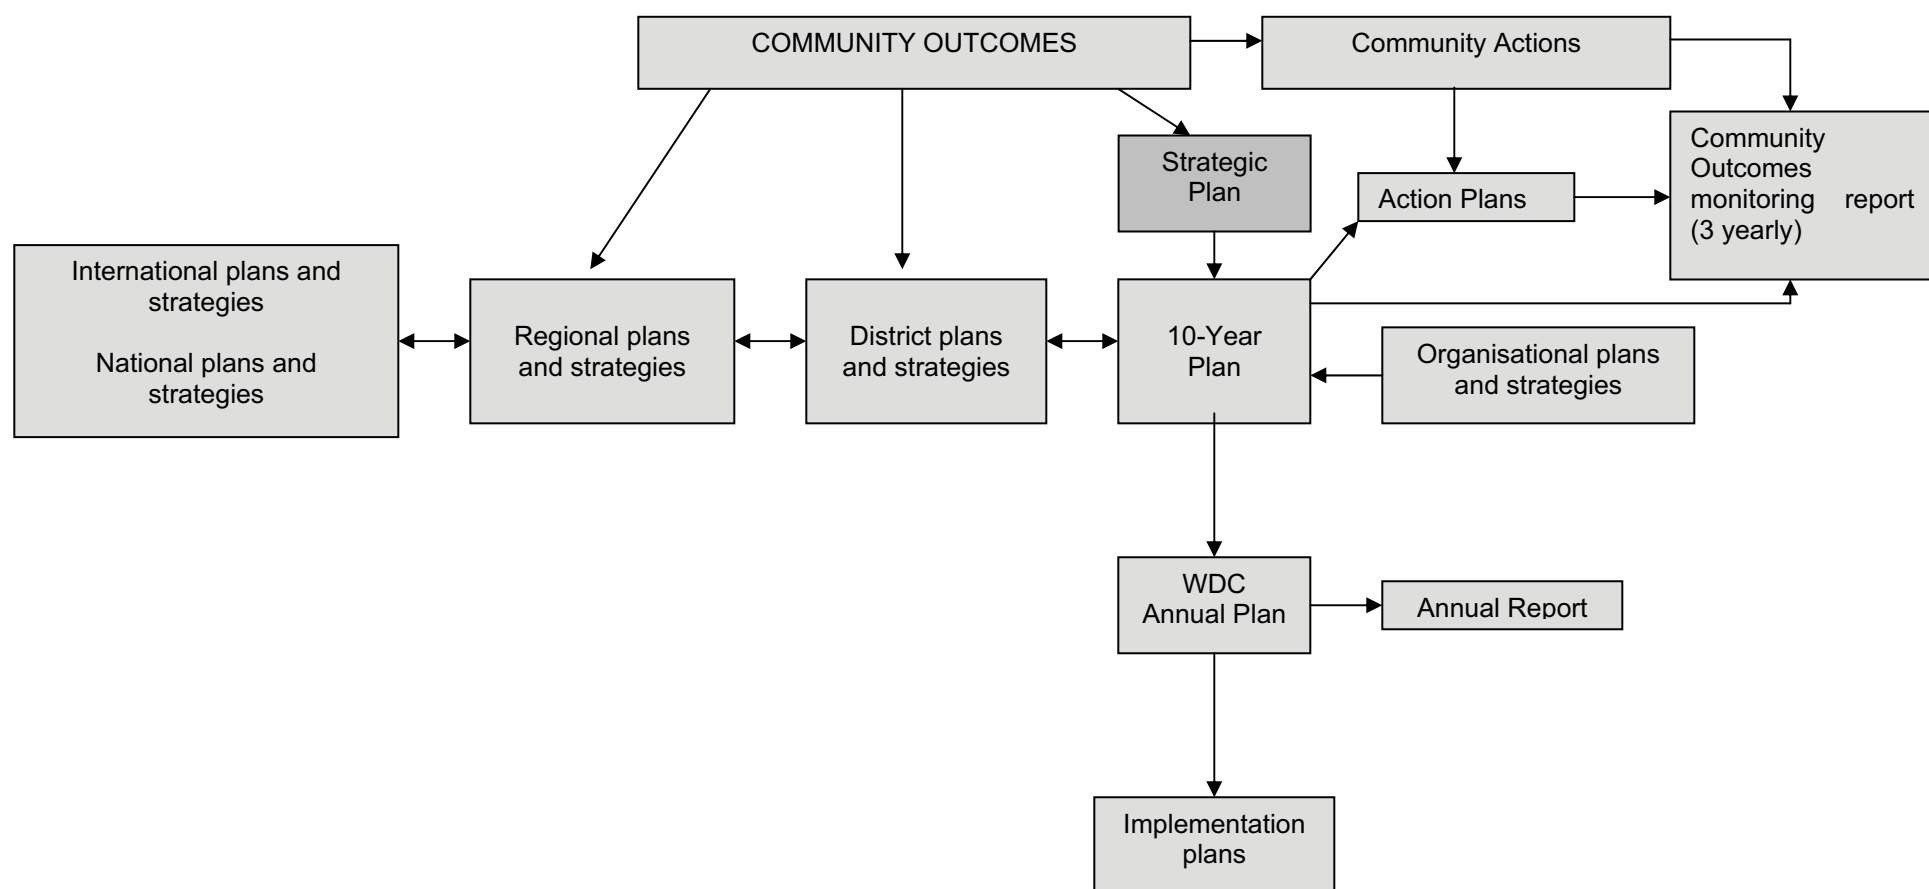 COMMUNITY OUTCOMES
Community Actions
Strategic
Plan
Action Plans
Community
Outcomes
monitoring report
(3 yearly)
International plans and
strategies
National plans and
strategies
Regional plans
and strategies
District plans
and strategies
10-Year
Plan
Organisational plans
and strategies
WDC
Annual Plan
Annual Report
Implementation
plans